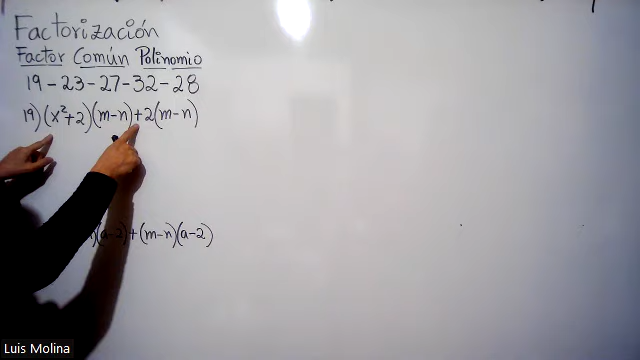 Factorización
Factor Común Polinomio
19 - 23 - 27 - 32 - 28
19) (x²+2)(m-n)+2(m-n)
)(a-2)+(m-n)(a-2)
Luis Molina